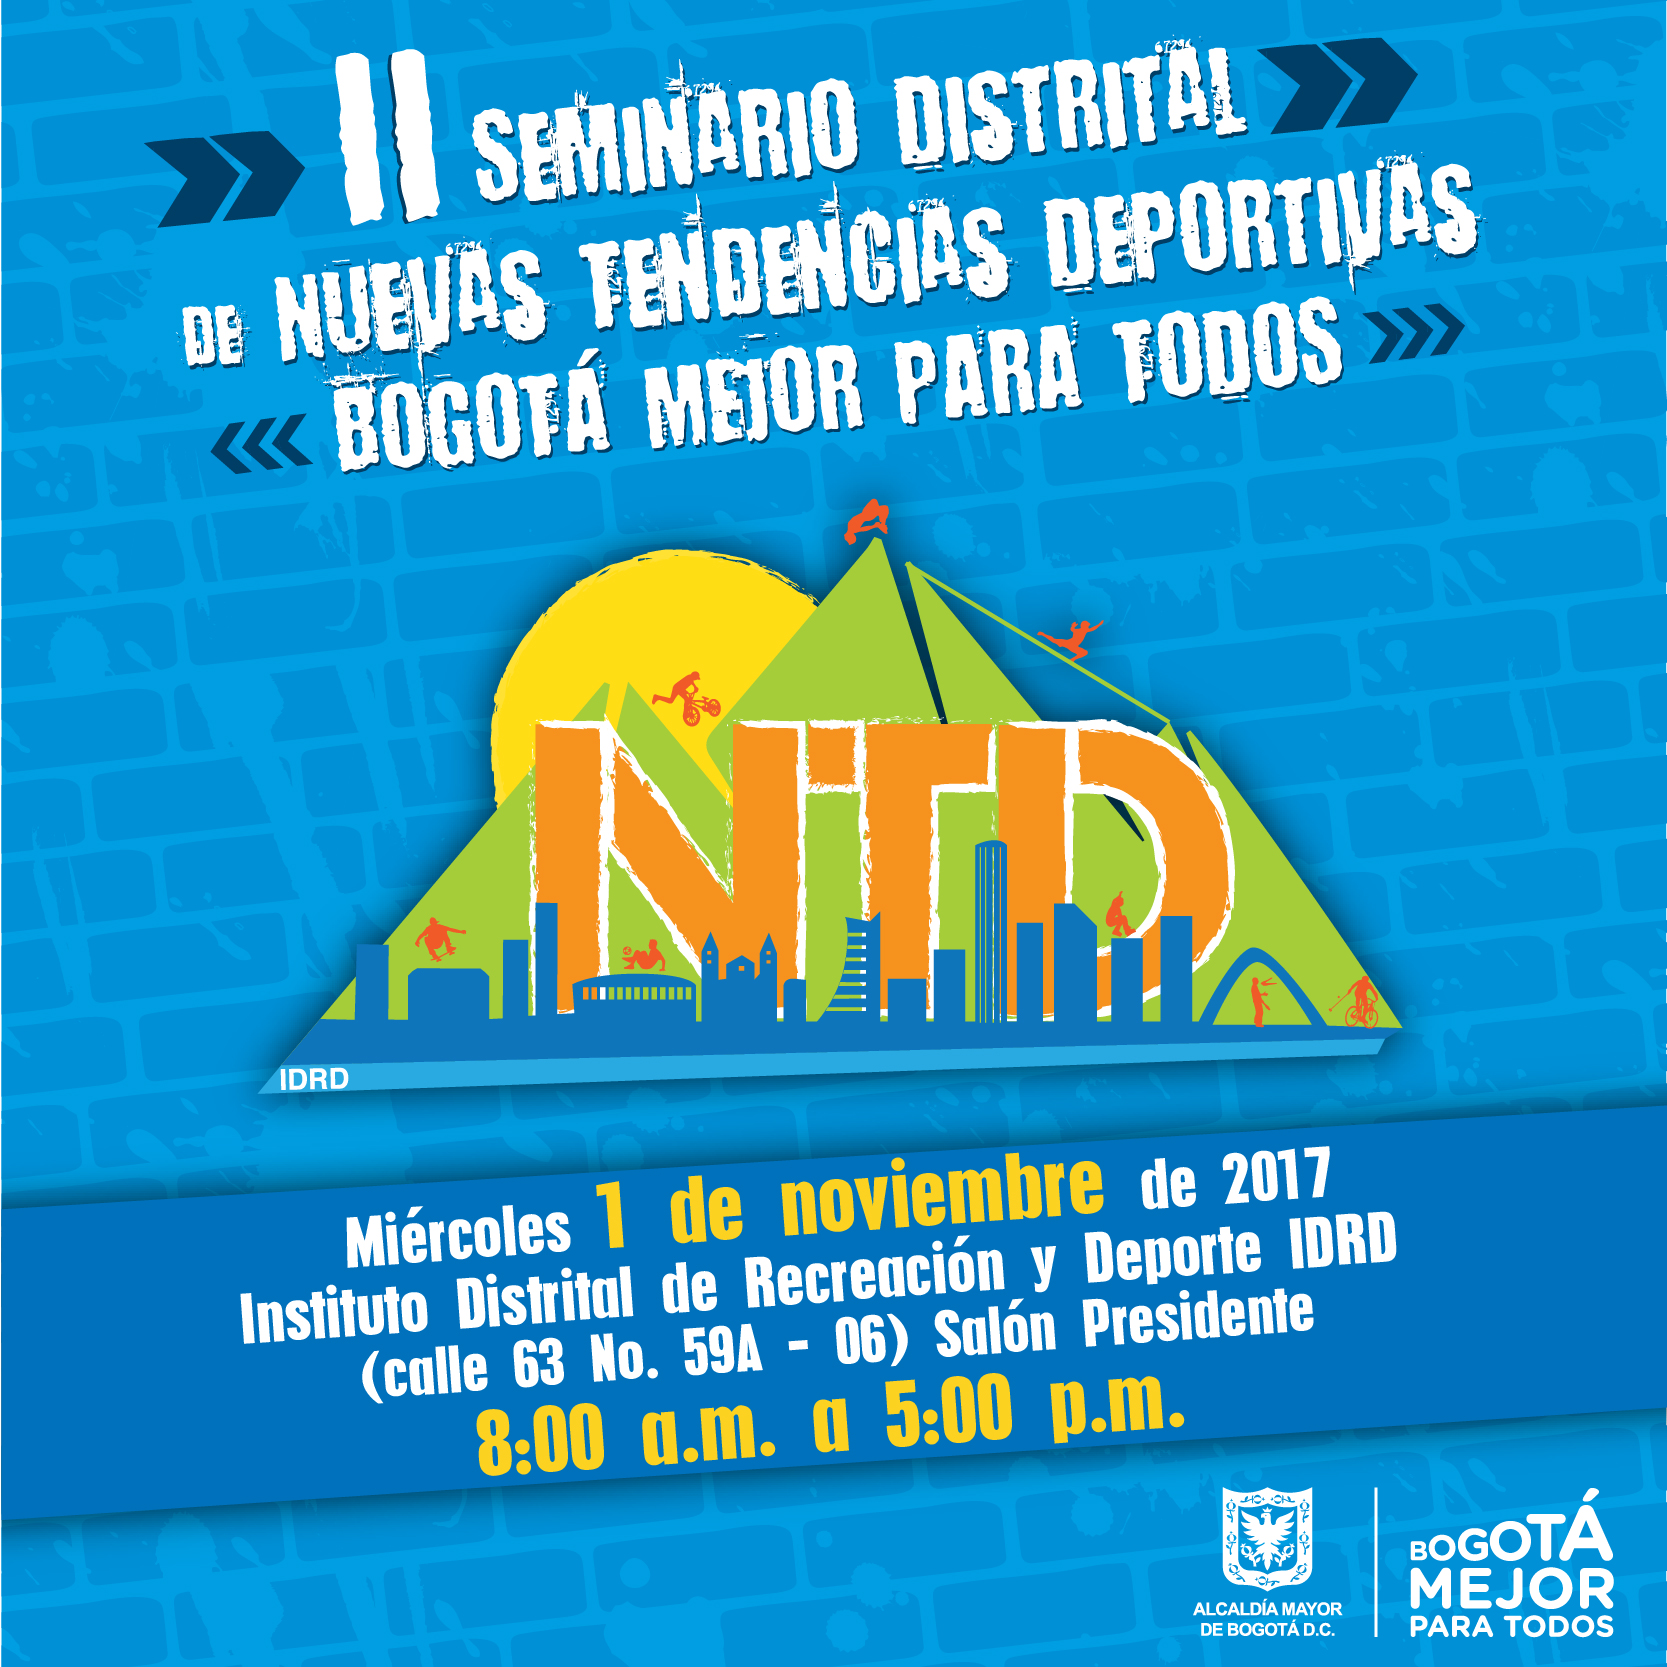 II SEMINARIO DISTRITAL
DE NUEVAS TENDENCIAS DEPORTIVAS
BOGOTÁ MEJOR PARA TODOS
NTD
IDRD
Miércoles 1 de noviembre de 2017
Instituto Distrital de Recreación y Deporte IDRD
(calle 63 No. 59A - 06) Salón Presidente
8:00 a.m. a 5:00 p.m.
ALCALDÍA MAYOR
DE BOGOTÁ D.C.
BOGOTÁ
MEJOR
PARA TODOS